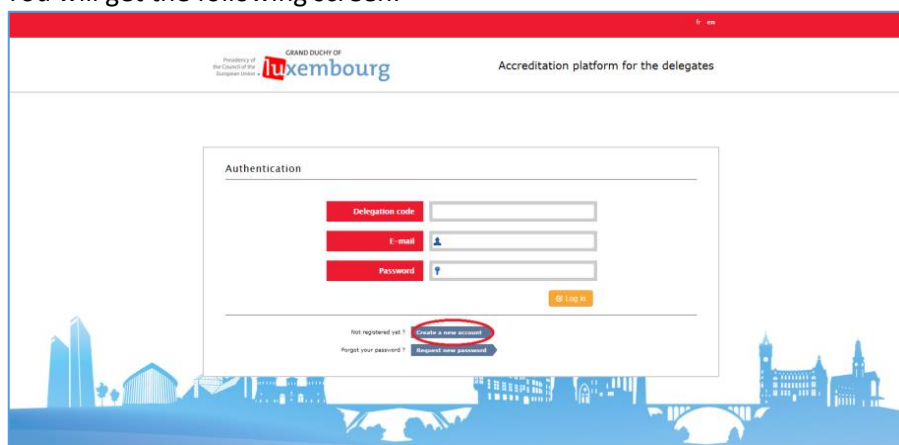 You will get the following screen:
fr en
Presidency of
the Council of the
European Union
GRAND DUCHY OF
luxembourg
Accreditation platform for the delegates
Authentication
Delegation code
E-mail
Password
Log in
Not registered yet ? Create a new account
Forgot your password ? Request new password